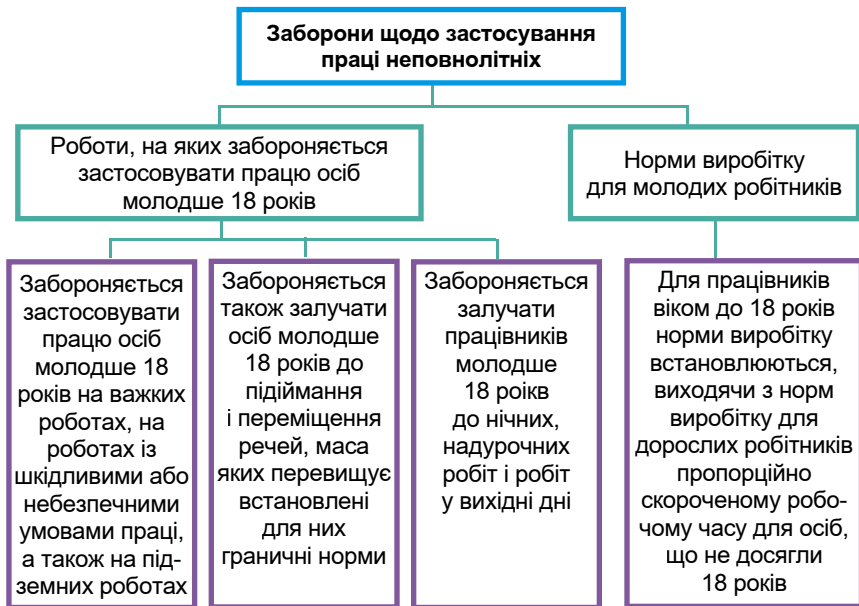 Заборони щодо застосування
праці неповнолітніх
Роботи, на яких забороняється
застосовувати працю осіб
молодше 18 років
Норми виробітку
для молодих робітників
Забороняється
застосовувати
працю осіб
молодше 18
років на важких
роботах, на
роботах із
шкідливими або
небезпечними
умовами праці,
а також на під-
земних роботах
Забороняється
також залучати
осіб молодше
18 років до
підіймання
і переміщення
речей, маса
яких перевищує
встановлені
для них
граничні норми
Забороняється
залучати
працівників
молодше
18 роікв
до нічних,
надурочних
робіт і робіт
у вихідні дні
Для працівників
віком до 18 років
норми виробітку
встановлюються,
виходячи з норм
виробітку для
дорослих робітників
пропорційно
скороченому робо-
чому часу для осіб,
що не досягли
18 років